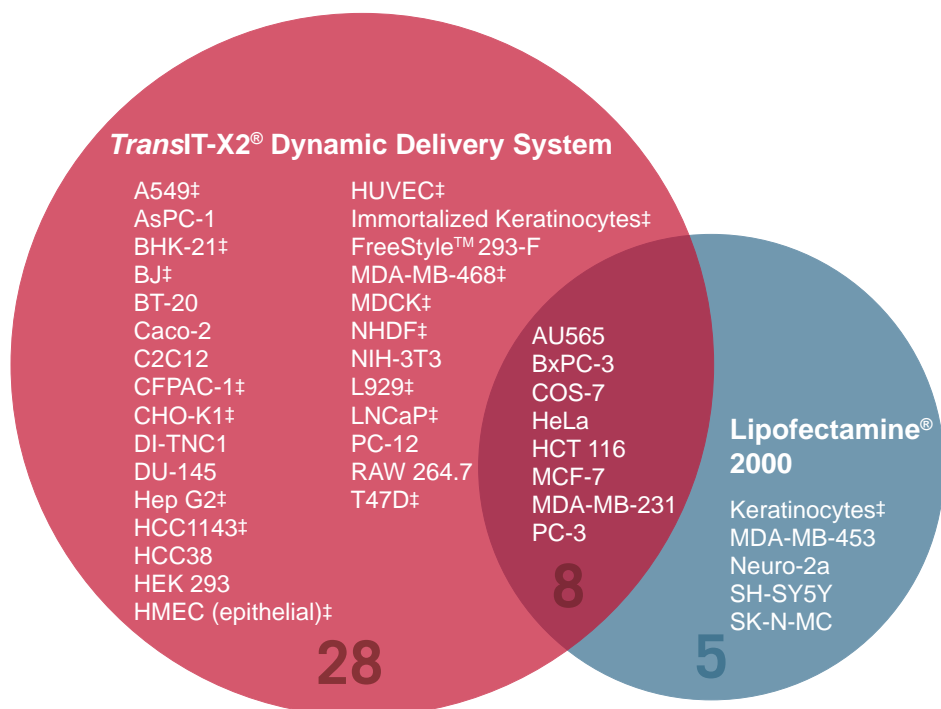 TransIT-X2® Dynamic Delivery System
A549‡
AsPC-1
BHK-21‡
BJ‡
BT-20
Caco-2
C2C12
CFPAC-1‡
CHO-K1‡
DI-TNC1
DU-145
Hep G2‡
HCC1143‡
HCC38
HEK 293
HMEC (epithelial)‡
HUVEC‡
Immortalized Keratinocytes‡
FreeStyle™ 293-F
MDA-MB-468‡
MDCK‡
NHDF‡
NIH-3T3
L929‡
LNCaP‡
PC-12
RAW 264.7
T47D‡
28
AU565
BxPC-3
COS-7
HeLa
HCT 116
MCF-7
MDA-MB-231
PC-3
8
Lipofectamine®
2000
Keratinocytes‡
MDA-MB-453
Neuro-2a
SH-SY5Y
SK-N-MC
5